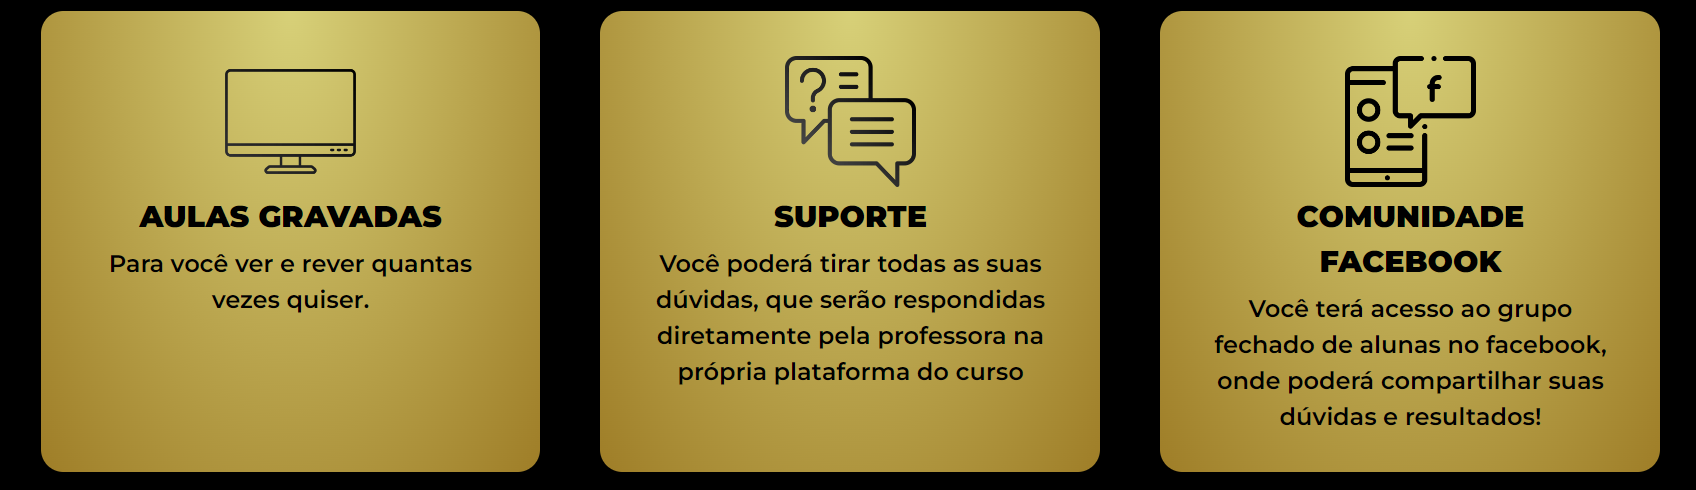 AULAS GRAVADAS
Para você ver e rever quantas
vezes quiser.
SUPORTE
Você poderá tirar todas as suas
dúvidas, que serão respondidas
diretamente pela professora na
própria plataforma do curso
f
COMUNIDADE
FACEBOOK
Você terá acesso ao grupo
fechado de alunas no facebook,
onde poderá compartilhar suas
dúvidas e resultados!